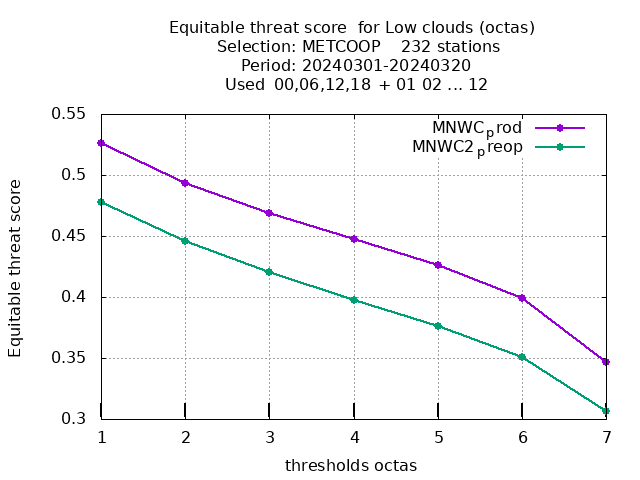 Equitable threat score  for Low clouds (octas)
Selection: METCOOP    232 stations
Period: 20240301-20240320
Used  00,06,12,18 + 01 02 ... 12
MNWCprod
MNWC2preop
0.55
0.5
0.45
0.4
0.35
0.3
Equitable threat score
1 2 3 4 5 6 7
thresholds octas